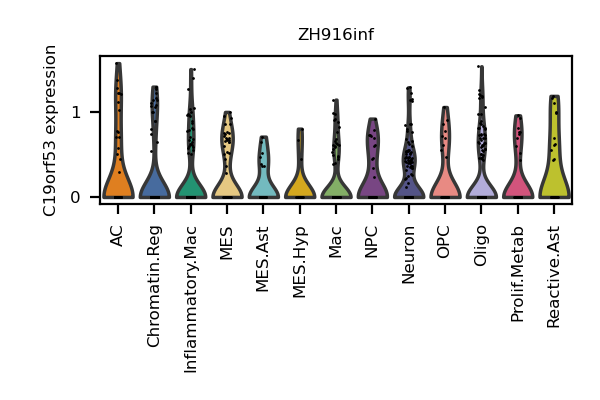 ZH916inf
C19orf53 expression
1
0
AC
Chromatin.Reg
Inflammatory.Mac
MES
MES.Ast
MES.Hyp
Mac
NPC
Neuron
OPC
Oligo
Prolif.Metab
Reactive.Ast